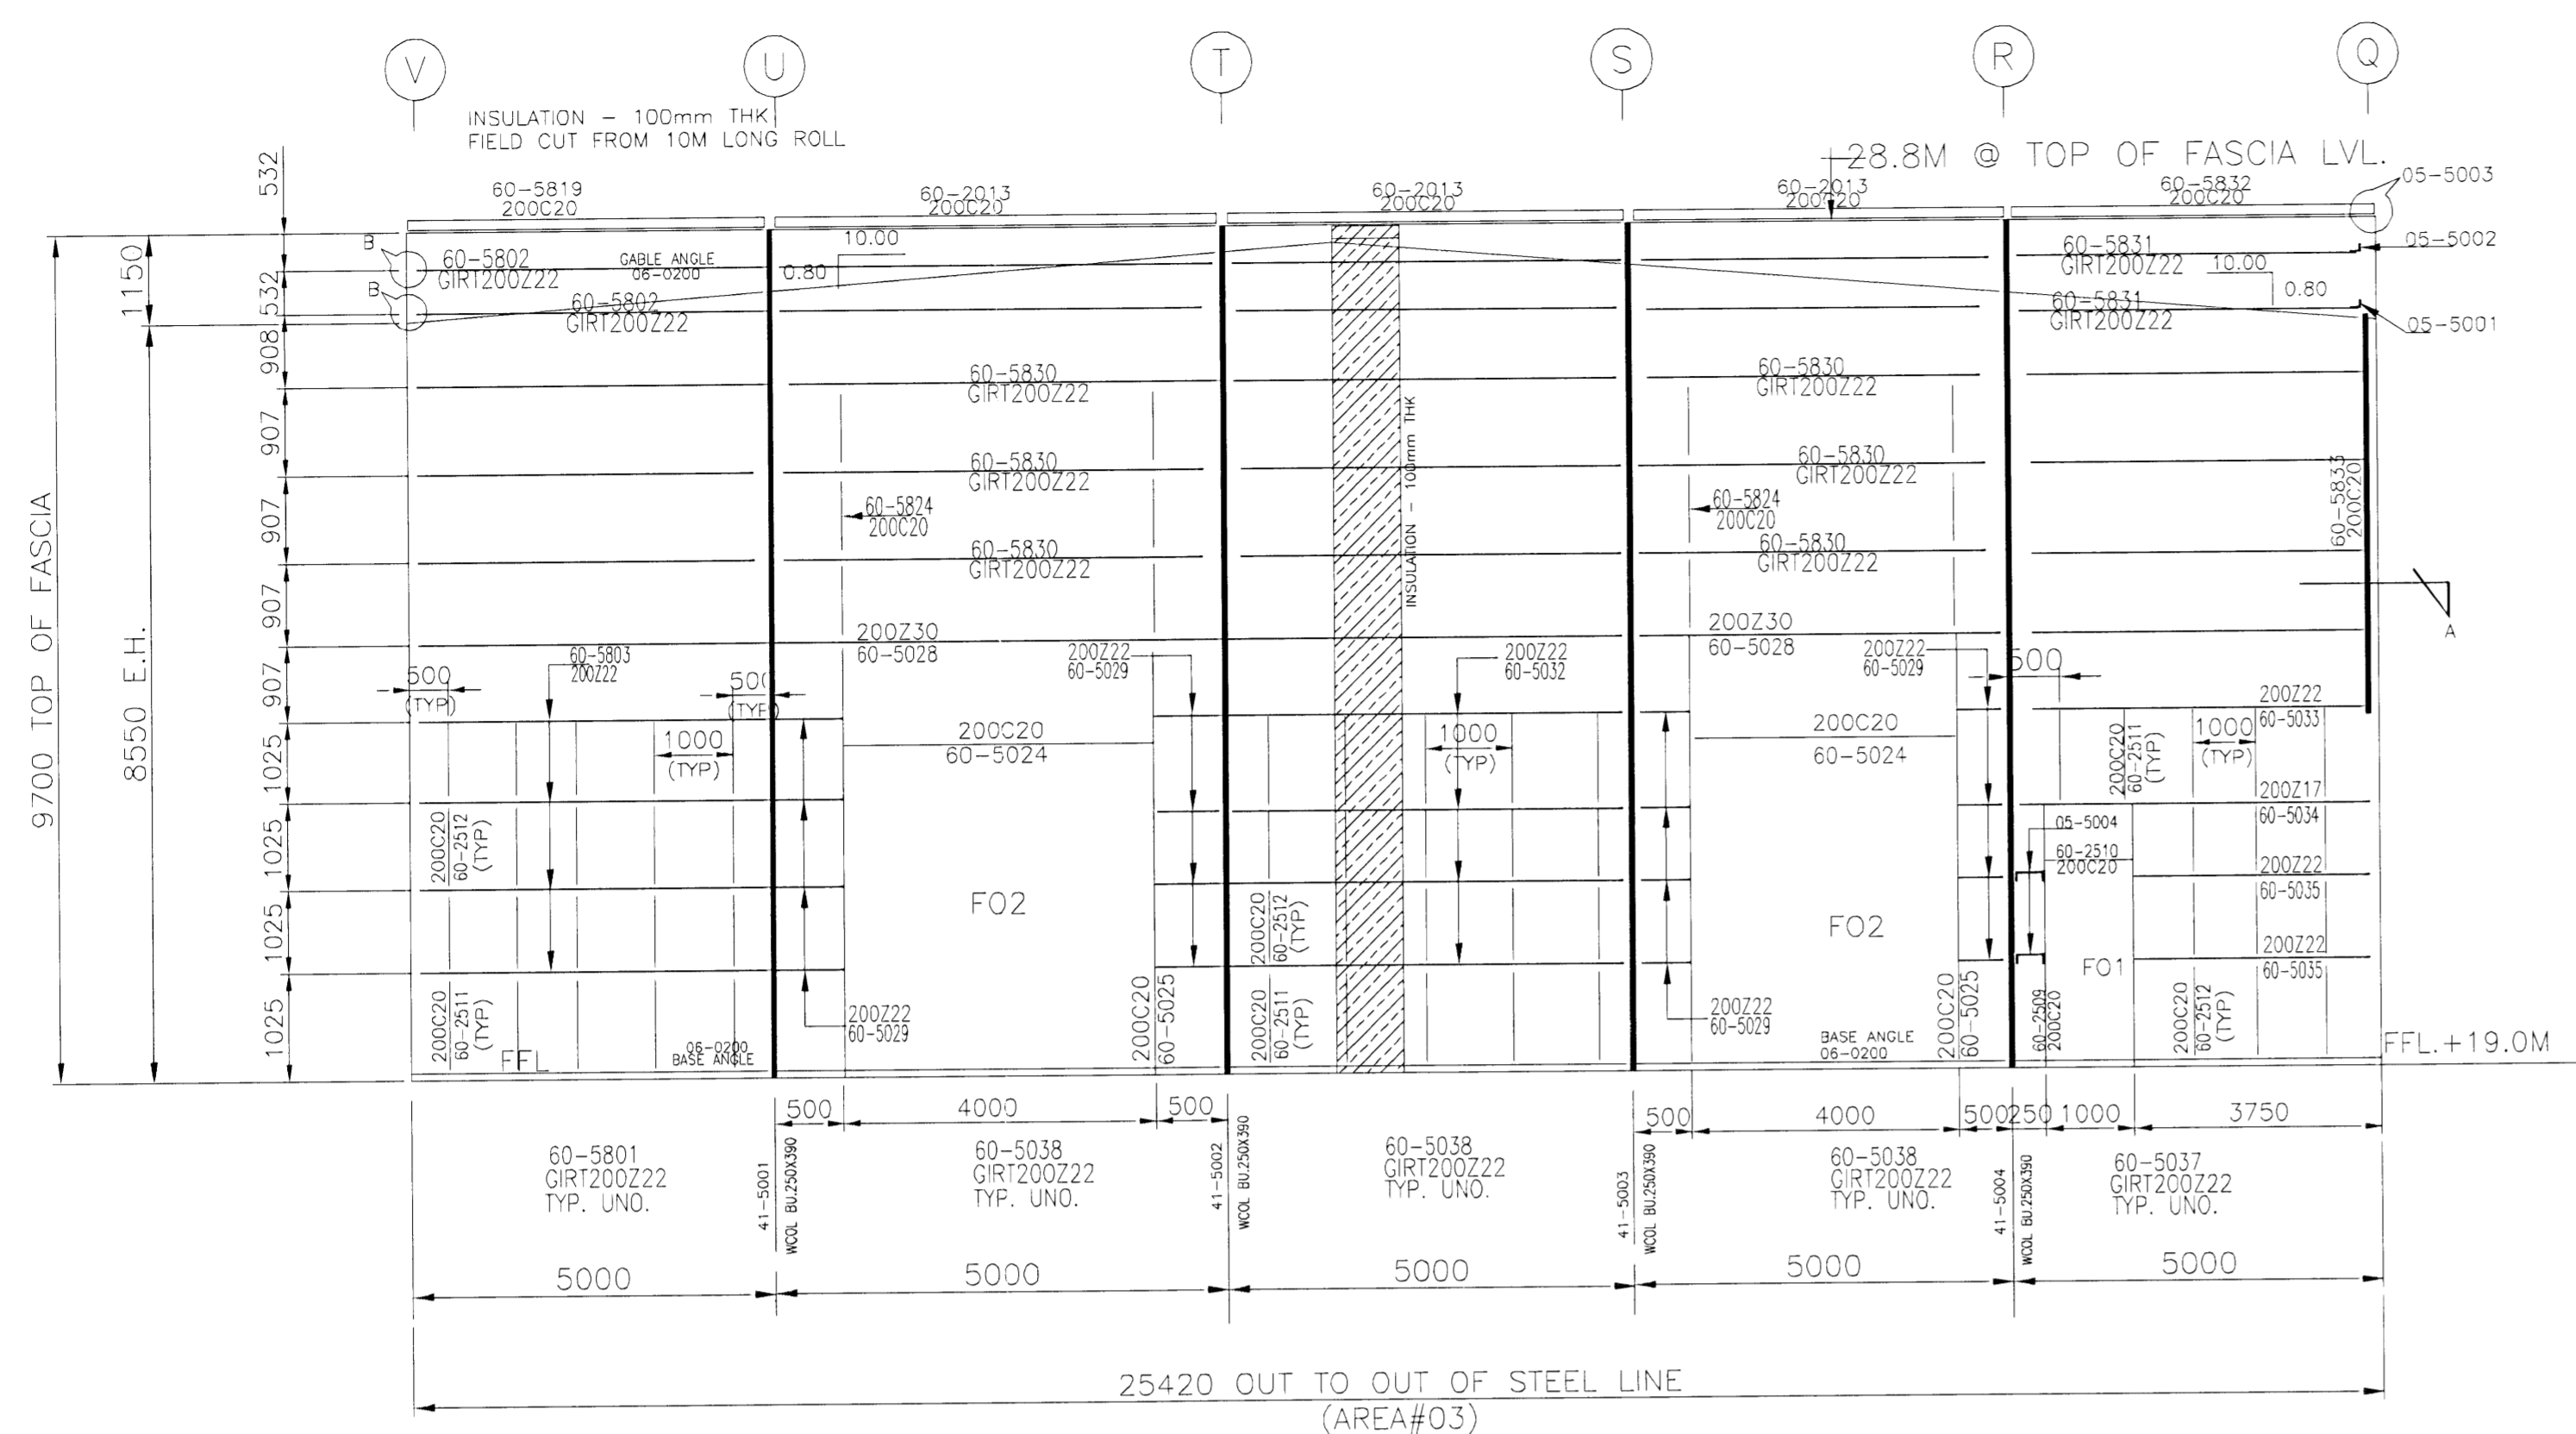 V
U
T
S
R
Q
INSULATION - 100mm THK
FIELD CUT FROM 10M LONG ROLL
+28.8M @ TOP OF FASCIA LVL.
60-5819
200C20
60-2013
200C20
60-2013
200C20
60-2013
200C20
60-5832
200C20
05-5003
532
1150
532
908
907
907
907
907
1025
1025
1025
1025
9700 TOP OF FASCIA
8550 E.H.
B
B
60-5802
GIRT200Z22
GABLE ANGLE
06-0200
60-5802
GIRT200Z22
10.00
0.80
60-5831
GIRT200Z22
10.00
0.80
60-5831
GIRT200Z22
05-5002
05-5001
60-5830
GIRT200Z22
60-5830
GIRT200Z22
60-5830
GIRT200Z22
60-5830
GIRT200Z22
60-5824
200C20
60-5824
200C20
60-5830
GIRT200Z22
60-5830
GIRT200Z22
INSULATION - 100mm THK
60-5833
200C20
A
200Z30
60-5028
200Z30
60-5028
60-5803
200Z22
200Z22
60-5029
200Z22
60-5032
200Z22
60-5029
500
(TYP)
500
(TYP)
500
200Z22
60-5033
1000
(TYP)
200C20
60-5024
1000
(TYP)
200C20
60-5024
200C20
60-2511
(TYP)
1000
(TYP)
200Z17
60-5034
200C20
60-2512
(TYP)
05-5004
60-2510
200C20
200Z22
60-5035
FO2
200C20
60-2512
(TYP)
FO2
FO1
200Z22
60-5035
200C20
60-2511
(TYP)
FFL
06-0200
BASE ANGLE
200Z22
60-5029
200C20
60-5025
200C20
60-2511
(TYP)
200Z22
60-5029
BASE ANGLE
06-0200
200C20
60-5025
60-2509
200C20
200C20
60-2512
(TYP)
FFL.+19.0M
500
4000
500
500
4000
500
250
1000
3750
60-5801
GIRT200Z22
TYP. UNO.
41-5001
WCOL BU.250X390
60-5038
GIRT200Z22
TYP. UNO.
41-5002
WCOL BU.250X390
60-5038
GIRT200Z22
TYP. UNO.
41-5003
WCOL BU.250X390
60-5038
GIRT200Z22
TYP. UNO.
41-5004
WCOL BU.250X390
60-5037
GIRT200Z22
TYP. UNO.
5000
5000
5000
5000
5000
25420 OUT TO OUT OF STEEL LINE
(AREA#03)